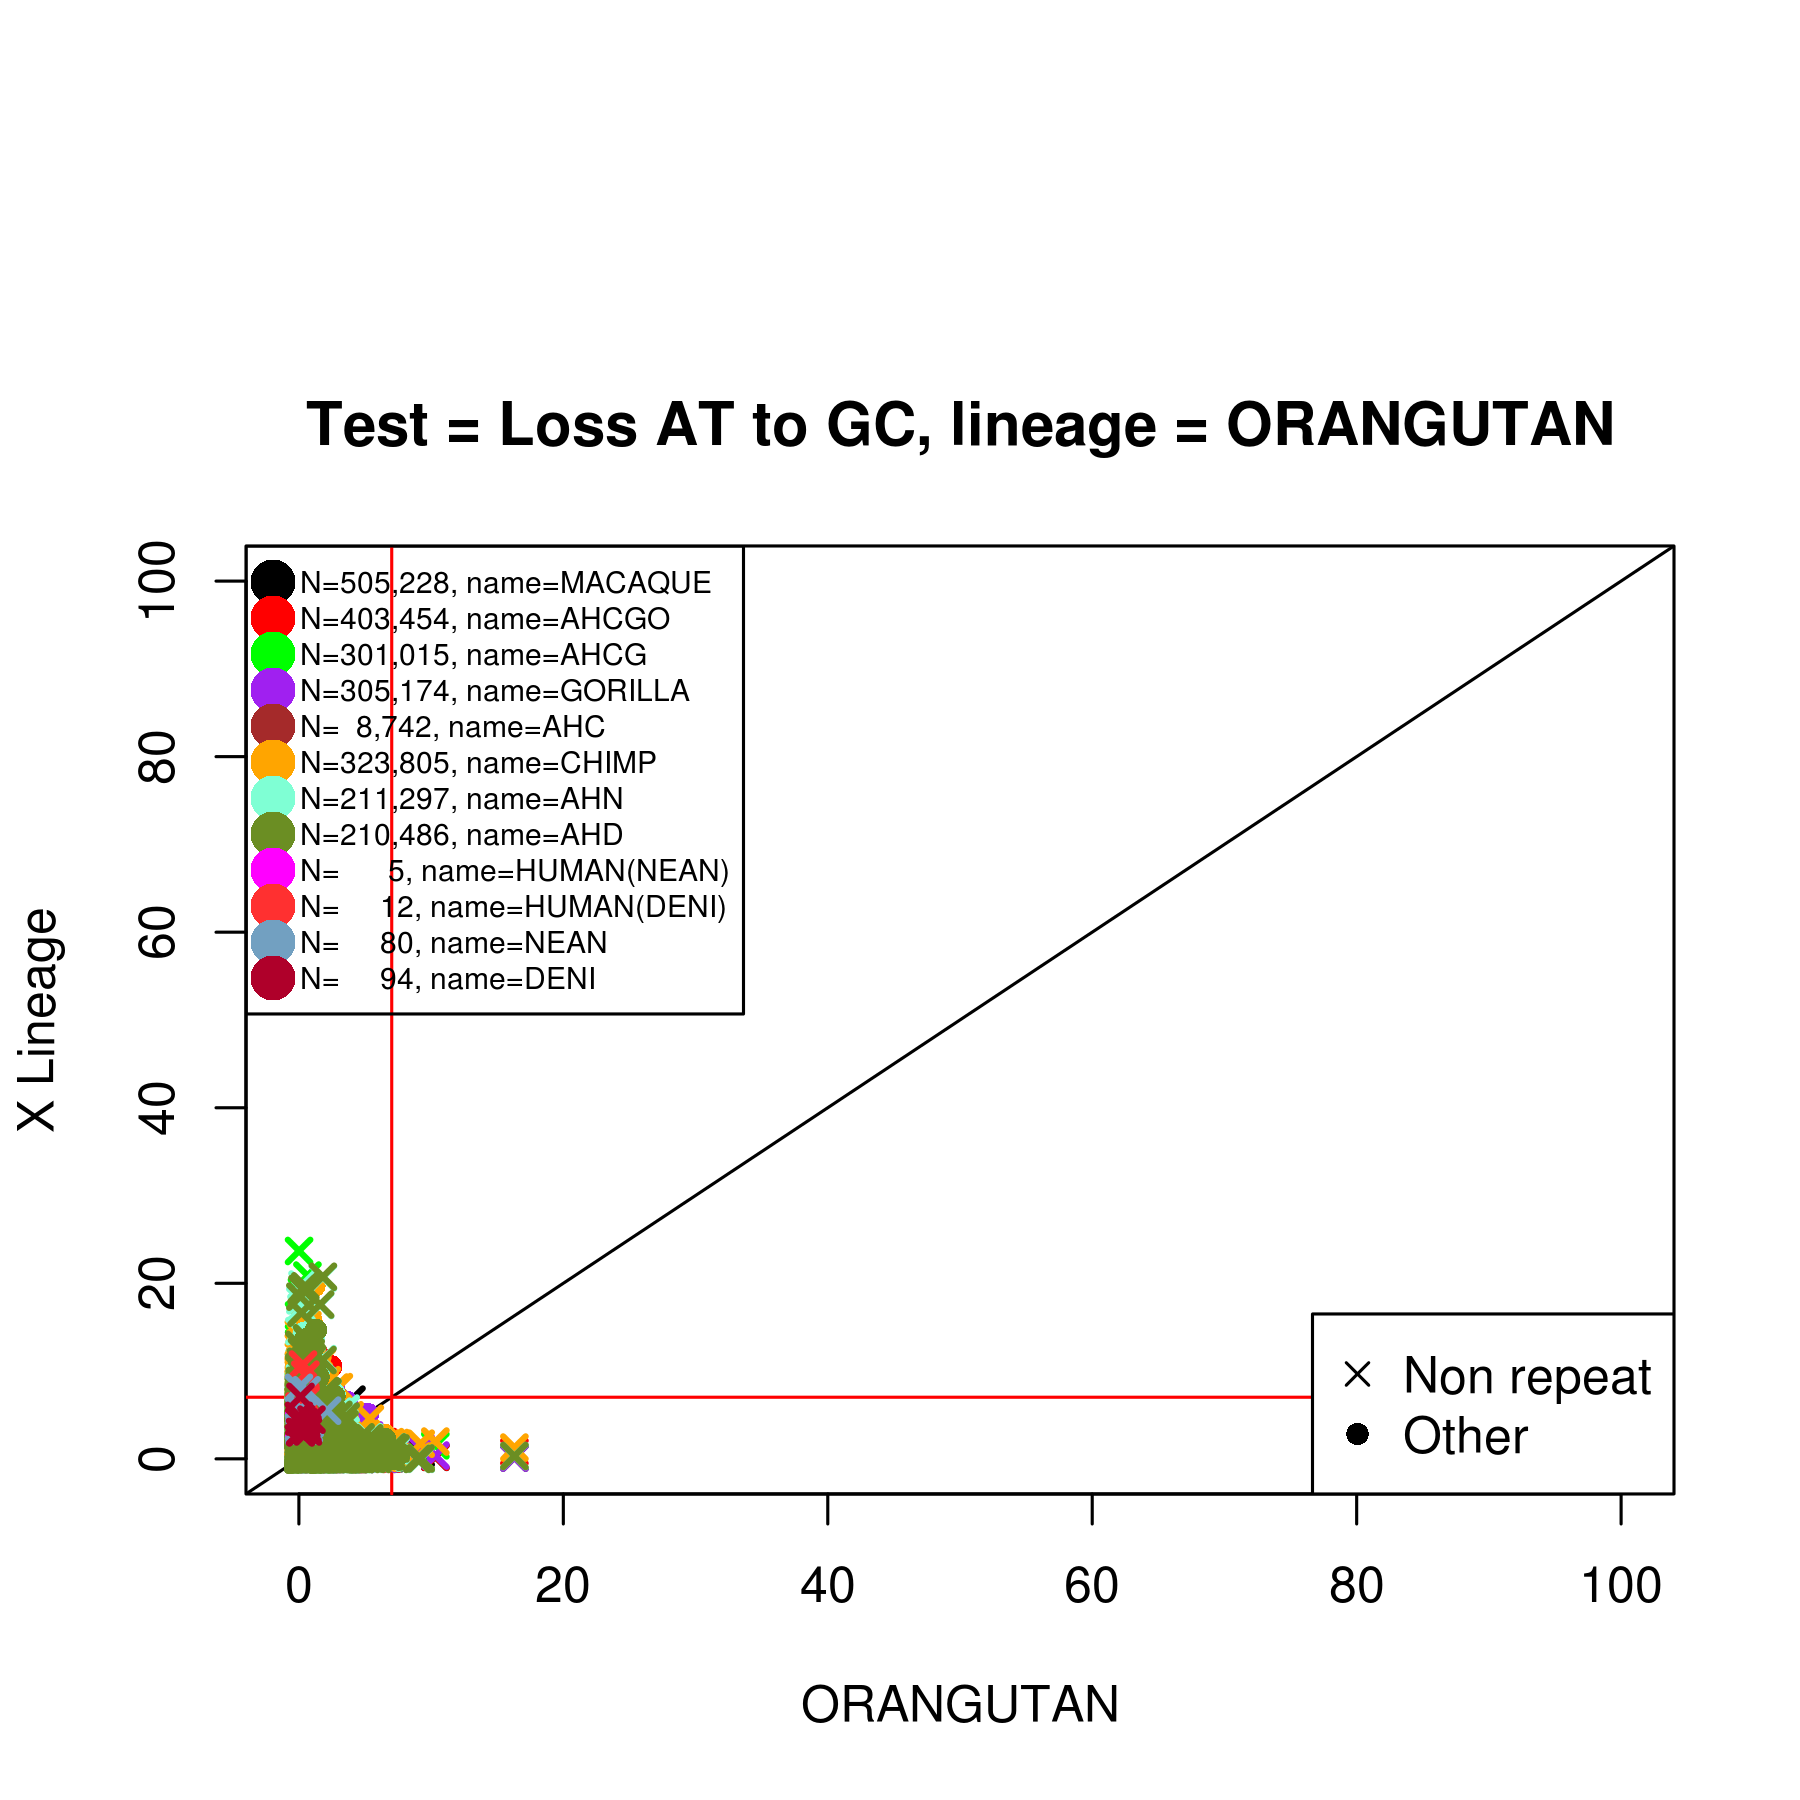 Test = Loss AT to GC, lineage = ORANGUTAN
N=505,228, name=MACAQUE
N=403,454, name=AHCGO
N=301,015, name=AHCG
N=305,174, name=GORILLA
N=  8,742, name=AHC
N=323,805, name=CHIMP
N=211,297, name=AHN
N=210,486, name=AHD
N=      5, name=HUMAN(NEAN)
N=     12, name=HUMAN(DENI)
N=     80, name=NEAN
N=     94, name=DENI
X Lineage
100
80
60
40
20
0
Non repeat
Other
0 20 40 60 80 100
ORANGUTAN